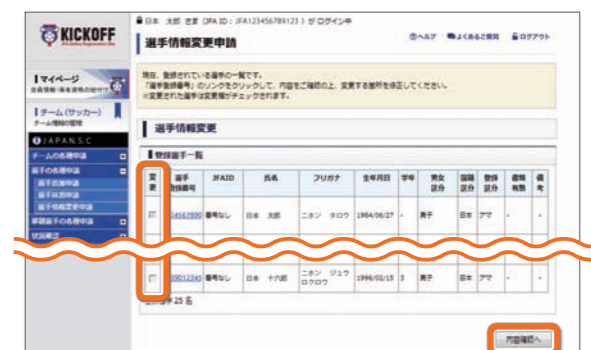 日本 太郎 さま (JFA ID : JFA123456789123 ) が ログイン中
KICKOFF
選手情報変更申請
ヘルプ
よくあるご質問
ログアウト
マイページ
現在、登録されている選手の一覧です。
「選手登録番号」のリンクをクリックして、内容をご確認の上、変更する箇所を修正してください。
※変更された選手は変更欄がチェックされます。
チーム (サッカー)
チーム情報の管理
JAPAN S.C
選手情報変更
チームの各種申請
登録選手一覧
選手の各種申請
選手追加申請
選手抹消申請
選手情報変更申請
移籍選手の各種申請
状況確認
変更 選手登録番号 JFAID 氏名 フリガナ 生年月日 学年 男女区分 国籍区分 登録区分 備考
番号なし 日本 太郎 ニホン タロウ 1984/06/27 - 男子 日本 アマ - -
番号なし 日本 十六郎 ニホン ジュウロクロウ 1996/02/15 3 男子 日本 アマ - -
25 名
内容確認へ